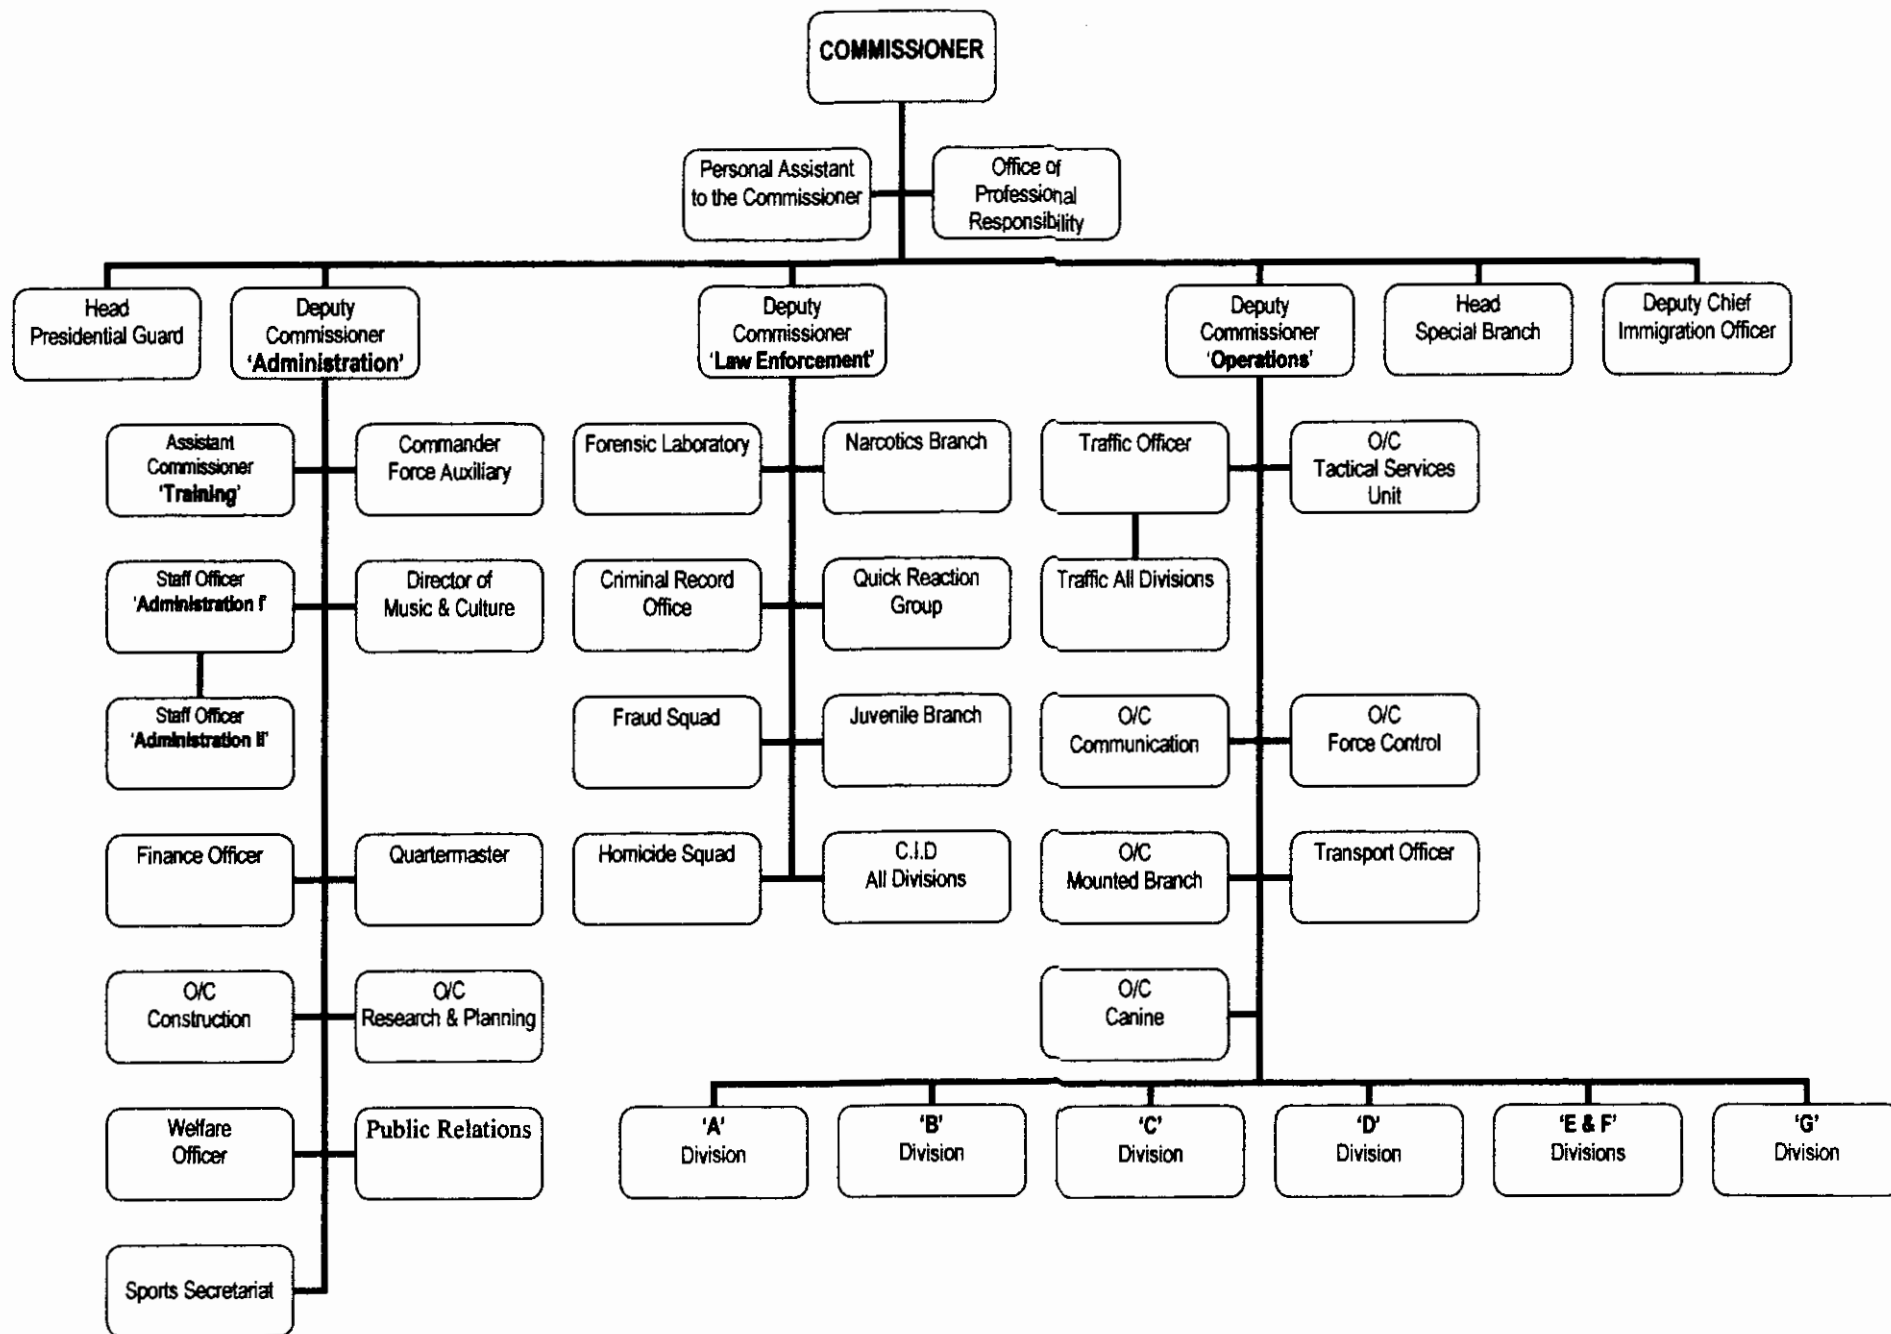 COMMISSIONER
Personal Assistant
to the Commissioner
Office of
Professional
Responsibility
Head
Presidential Guard
Deputy
Commissioner
'Administration'
Deputy
Commissioner
'Law Enforcement'
Deputy
Commissioner
'Operations'
Head
Special Branch
Deputy Chief
Immigration Officer
Assistant
Commissioner
'Training'
Commander
Force Auxiliary
Forensic Laboratory
Narcotics Branch
Traffic Officer
O/C
Tactical Services
Unit
Staff Officer
'Administration I'
Director of
Music & Culture
Criminal Record
Office
Quick Reaction
Group
Traffic All Divisions
Staff Officer
'Administration II'
Fraud Squad
Juvenile Branch
O/C
Communication
O/C
Force Control
Finance Officer
Quartermaster
Homicide Squad
C.I.D
All Divisions
O/C
Mounted Branch
Transport Officer
O/C
Construction
O/C
Research & Planning
O/C
Canine
Welfare
Officer
Public Relations
'A'
Division
'B'
Division
'C'
Division
'D'
Division
'E & F'
Divisions
'G'
Division
Sports Secretariat